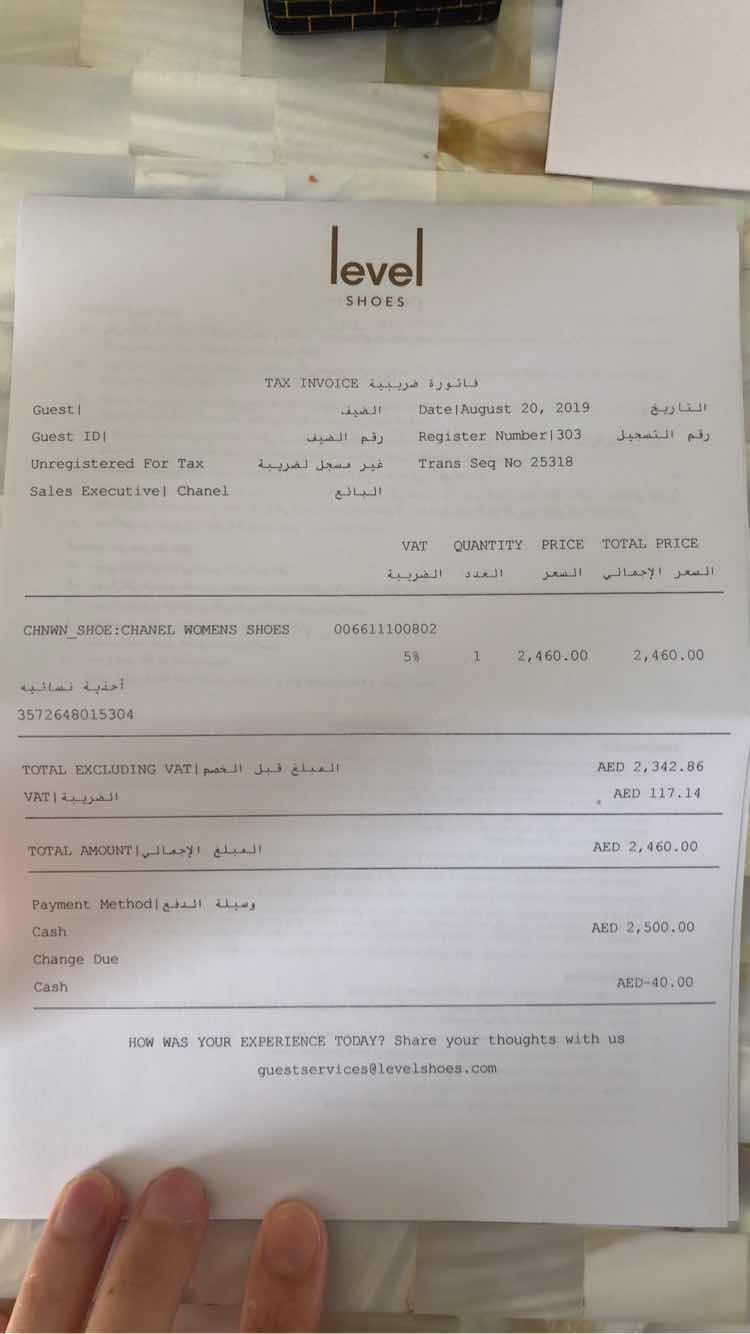 level
SHOES
TAX INVOICE فاتورة ضريبية
Guest| الضيف Date|August 20, 2019 التاريخ
Guest ID| رقم الضيف Register Number|303 رقم التسجيل
Unregistered For Tax غير مسجل لضريبة Trans Seq No 25318
Sales Executive| Chanel البائع
VAT QUANTITY PRICE TOTAL PRICE
الضريبة العدد السعر السعر الإجمالي
CHNWN_SHOE:CHANEL WOMENS SHOES 006611100802
5% 1 2,460.00 2,460.00
أحذية نسائيه
3572648015304
TOTAL EXCLUDING VAT|المبلغ قبل الخصم AED 2,342.86
VAT|الضريبة AED 117.14
TOTAL AMOUNT|المبلغ الإجمالي AED 2,460.00
Payment Method|وسيلة الدفع
Cash AED 2,500.00
Change Due
Cash AED-40.00
HOW WAS YOUR EXPERIENCE TODAY? Share your thoughts with us
guestservices@levelshoes.com